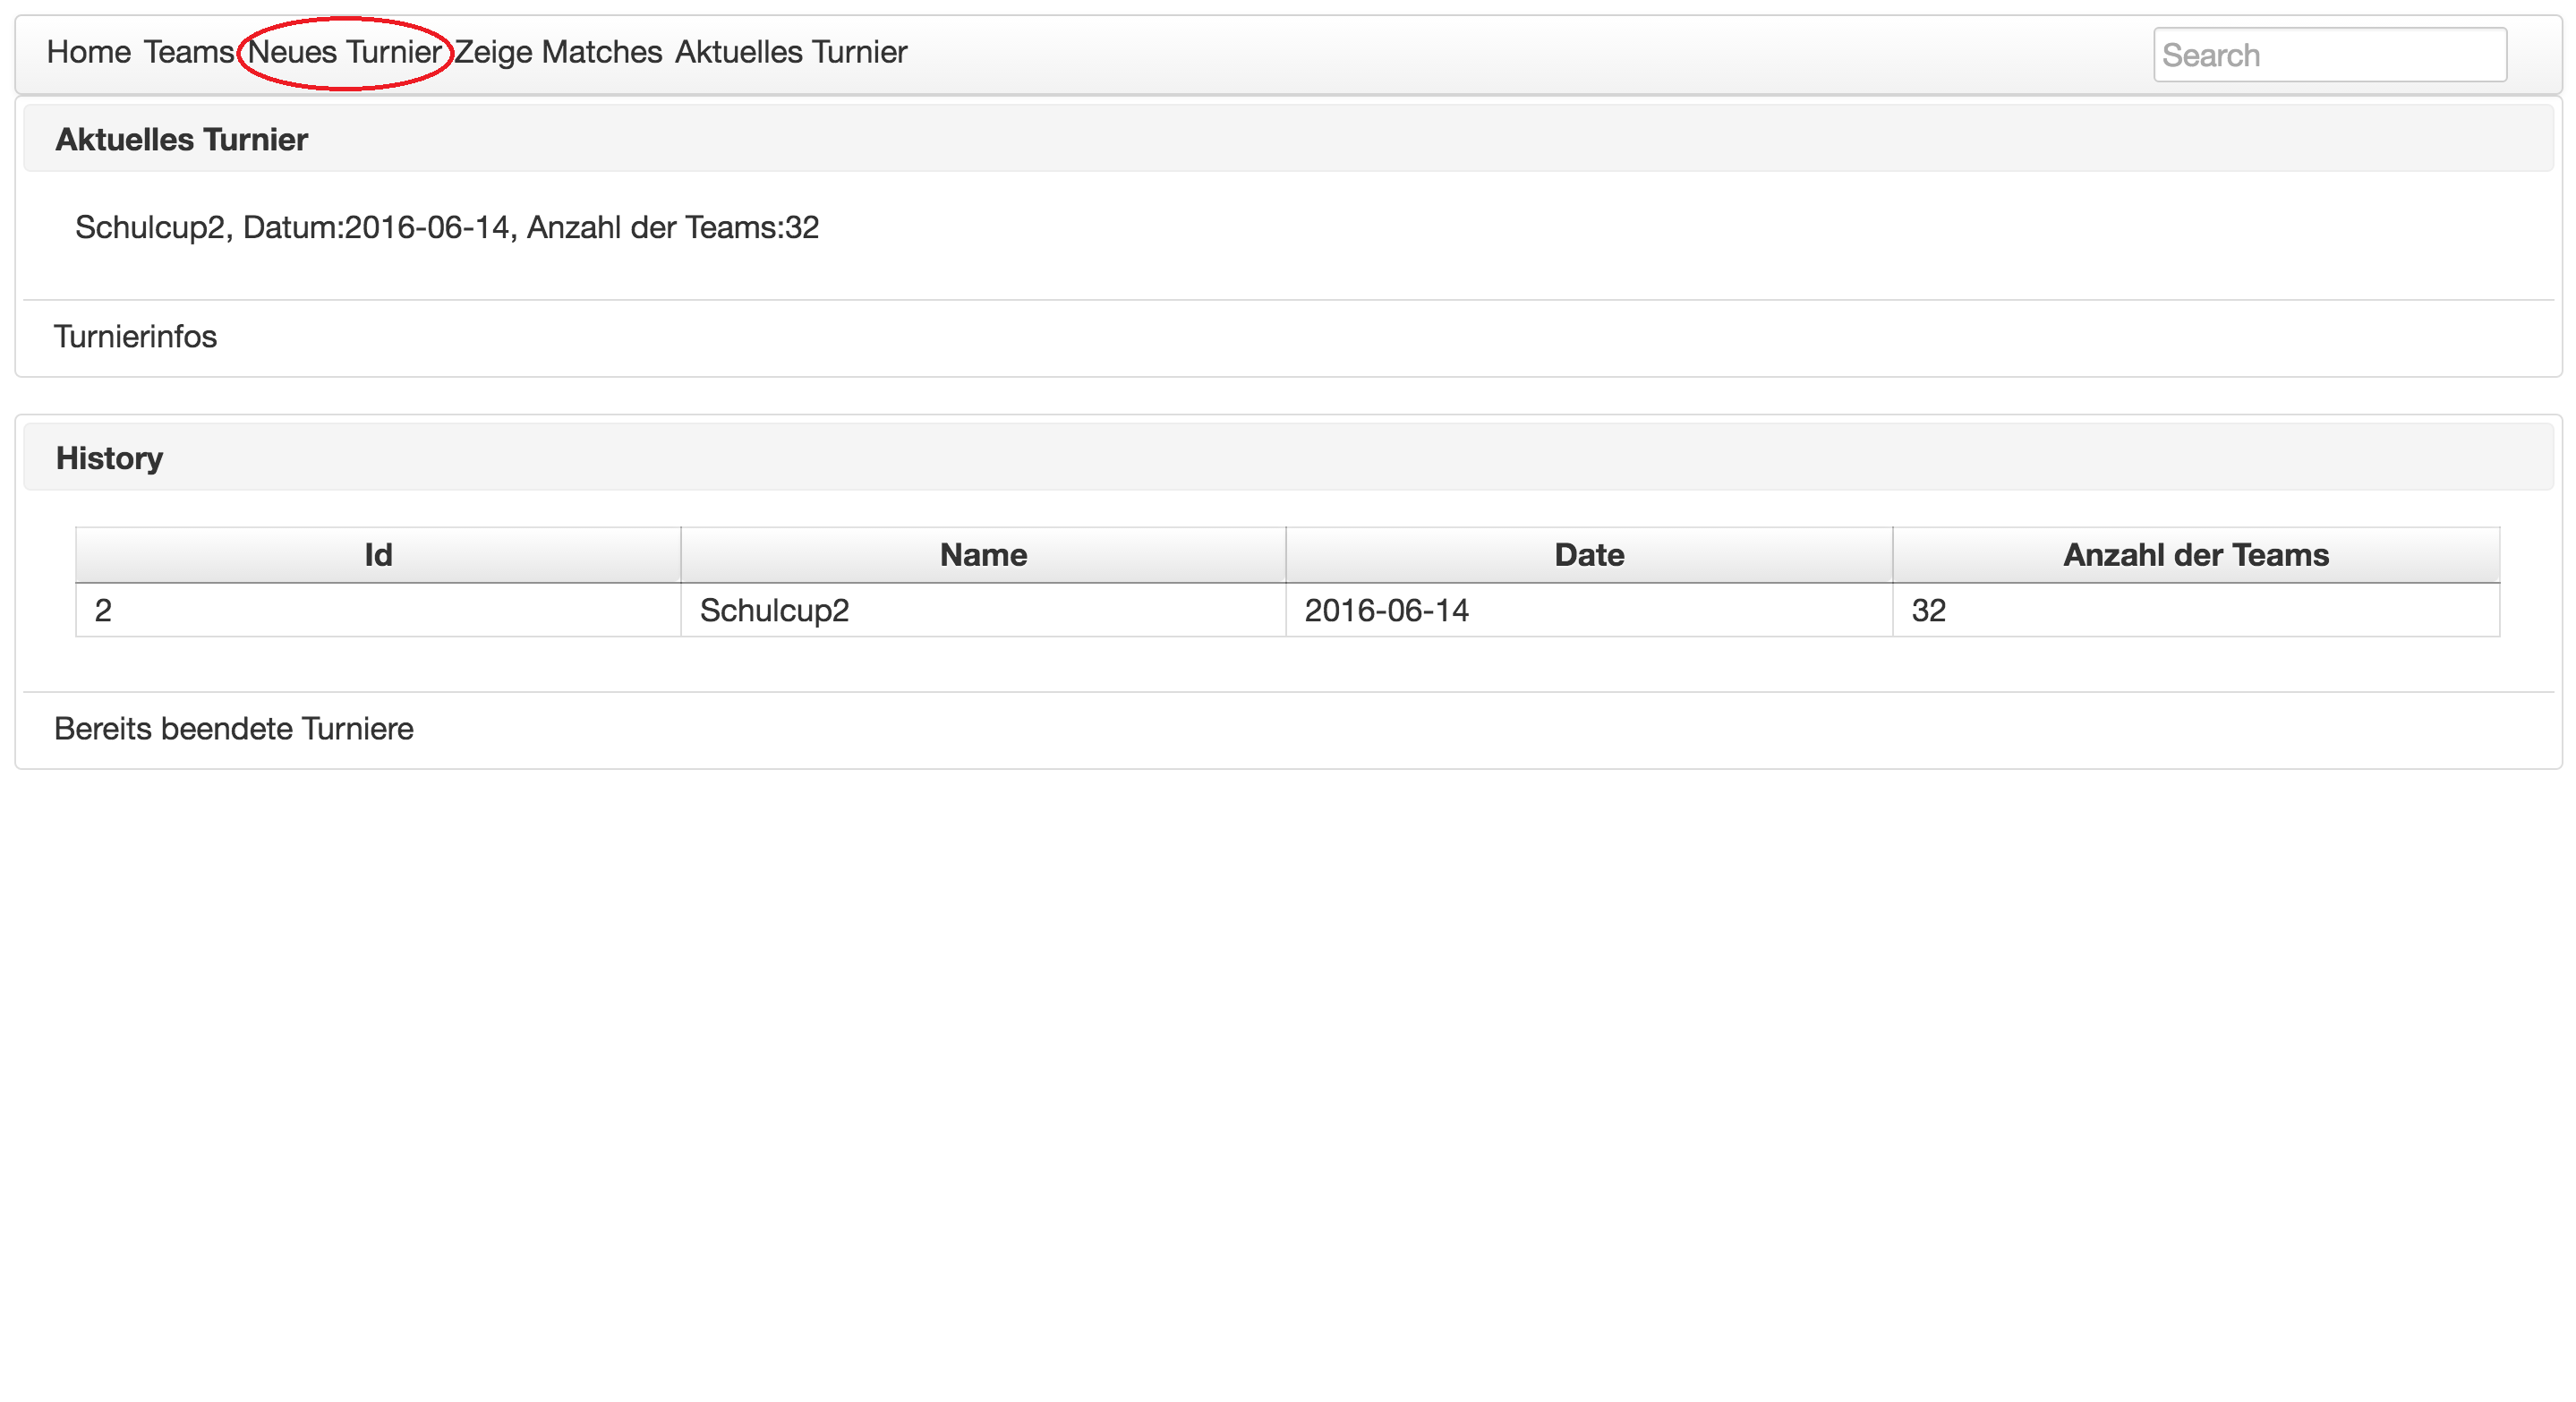 Home Teams Neues Turnier Zeige Matches Aktuelles Turnier Search
Aktuelles Turnier
Schulcup2, Datum:2016-06-14, Anzahl der Teams:32
Turnierinfos
History
Id Name Date Anzahl der Teams
2 Schulcup2 2016-06-14 32
Bereits beendete Turniere